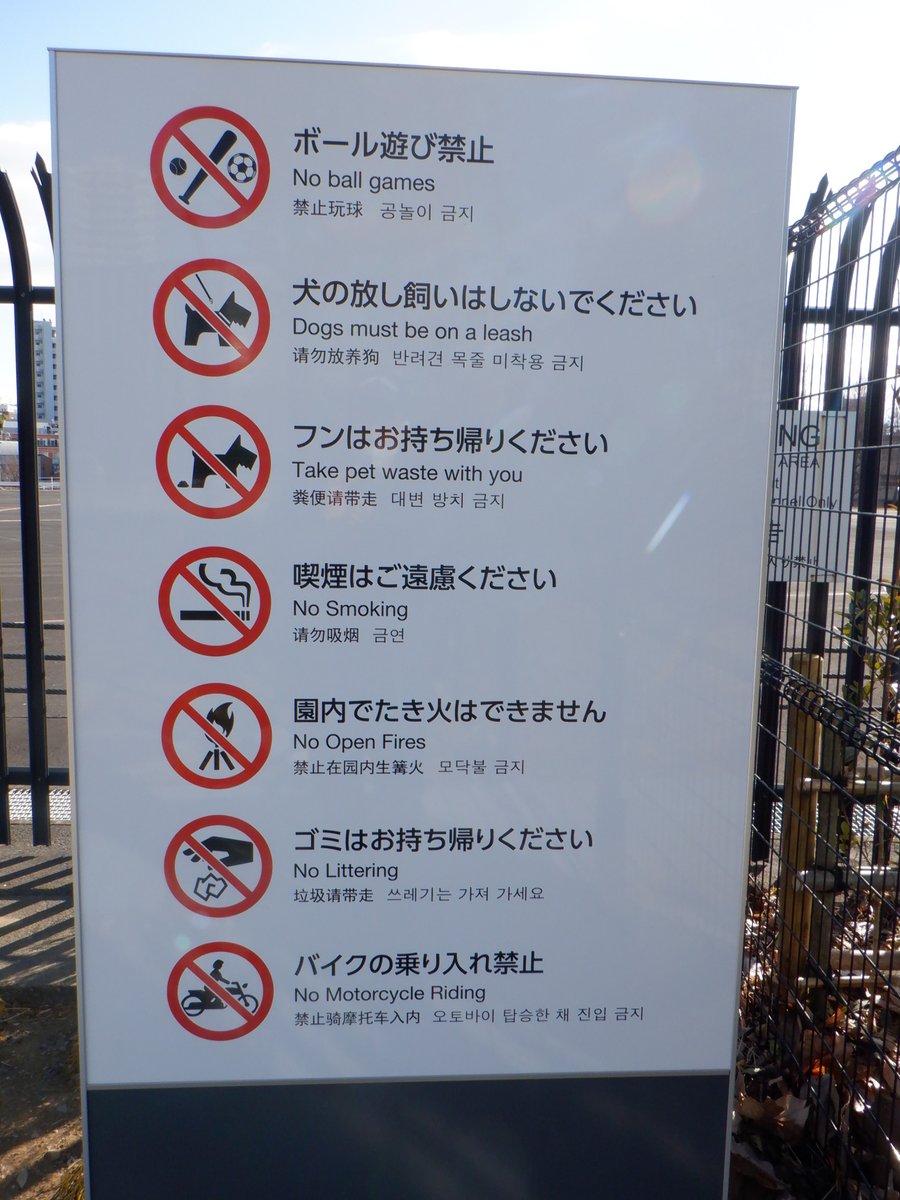 ボール遊び禁止
No ball games
禁止玩球 공놀이 금지
犬の放し飼いはしないでください
Dogs must be on a leash
请勿放养狗 반려견 목줄 미착용 금지
フンはお持ち帰りください
Take pet waste with you
粪便请带走 대변 방치 금지
喫煙はご遠慮ください
No Smoking
请勿吸烟 금연
園内でたき火はできません
No Open Fires
禁止在园内生篝火 모닥불 금지
ゴミはお持ち帰りください
No Littering
垃圾请带走 쓰레기는 가져 가세요
バイクの乗り入れ禁止
No Motorcycle Riding
禁止骑摩托车入内 오토바이 탑승한 채 진입 금지
NG
AREA
nnel Only